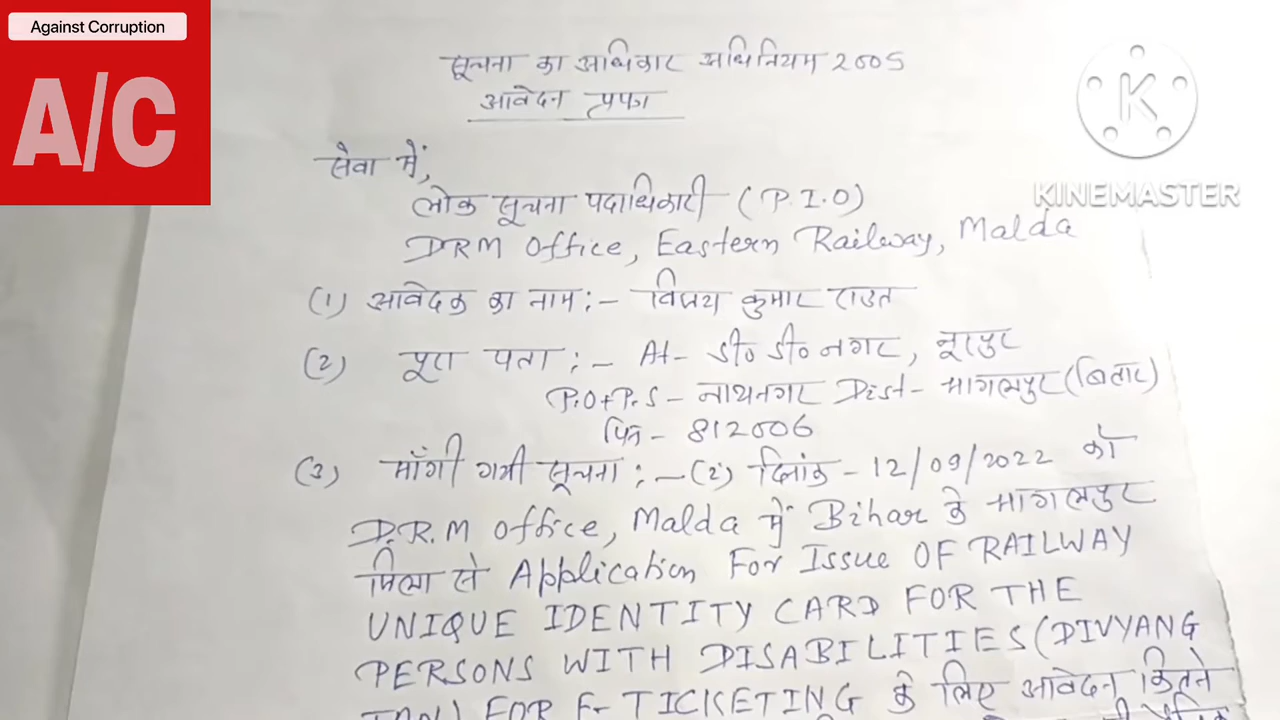 Against Corruption
A/C
KINEMASTER
सूचना का अधिकार अधिनियम 2005
आवेदन प्रपत्र
सेवा में,
लोक सूचना पदाधिकारी (P.I.O)
DRM Office, Eastern Railway, Malda
(1) आवेदक का नाम :- विजय कुमार राउत
(2) पूरा पता :- At- डी० डी० नगर, नूरपुर
P.O+P.S - नाथनगर Dist- भागलपुर (बिहार)
पिन - 812006
(3) माँगी गयी सूचना :- (i) दिनांक - 12/09/2022 को
D.R.M office, Malda में Bihar के भागलपुर
जिला से Application For Issue OF RAILWAY
UNIQUE IDENTITY CARD FOR THE
PERSONS WITH DISABILITIES (DIVYANG
JAN) FOR E- TICKETING के लिए आवेदन कितने